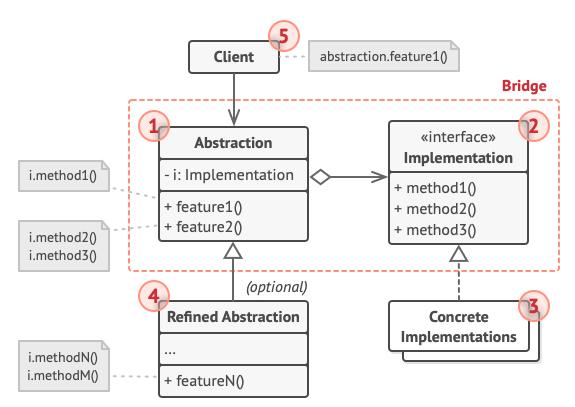 5
Client
abstraction.feature1()
Bridge
1
Abstraction
- i: Implementation
+ feature1()
+ feature2()
2
«interface»
Implementation
+ method1()
+ method2()
+ method3()
i.method1()
i.method2()
i.method3()
(optional)
4
Refined Abstraction
...
+ featureN()
3
Concrete
Implementations
i.methodN()
i.methodM()